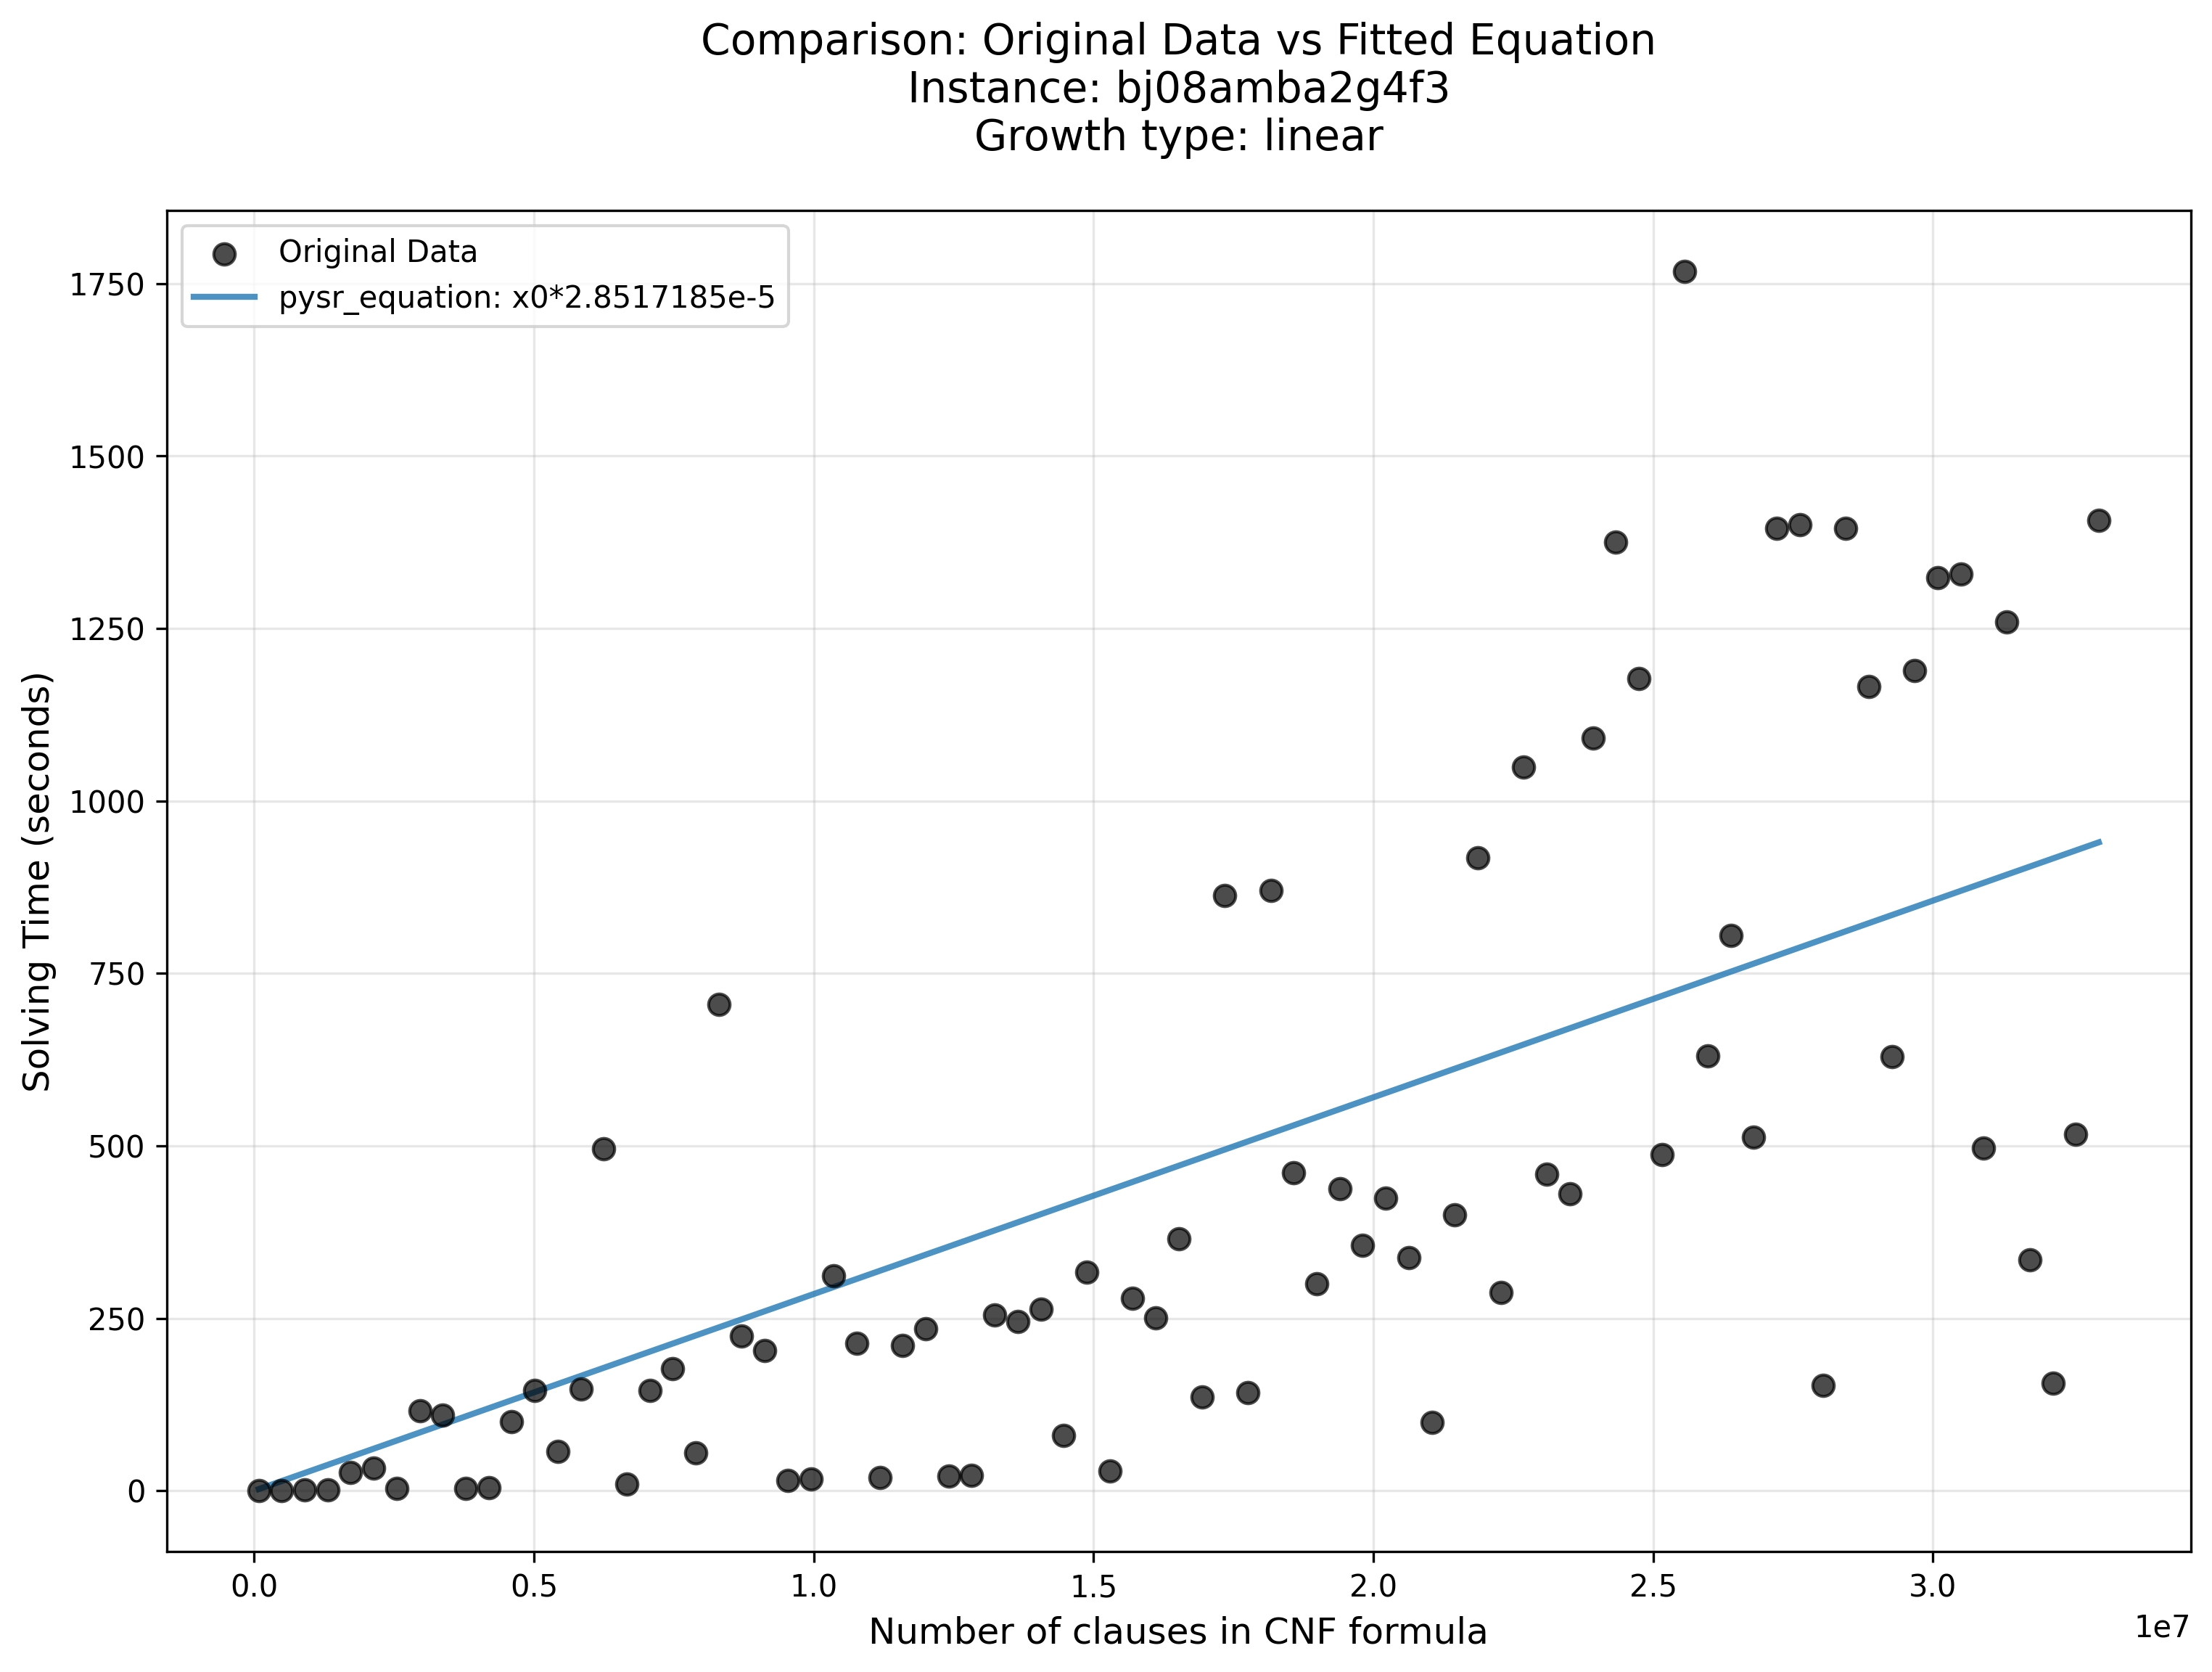 Comparison: Original Data vs Fitted Equation
Instance: bj08amba2g4f3
Growth type: linear
Original Data
pysr_equation: x0*2.8517185e-5
1750
1500
1250
1000
750
500
250
0
Solving Time (seconds)
0.0 0.5 1.0 1.5 2.0 2.5 3.0
1e7
Number of clauses in CNF formula